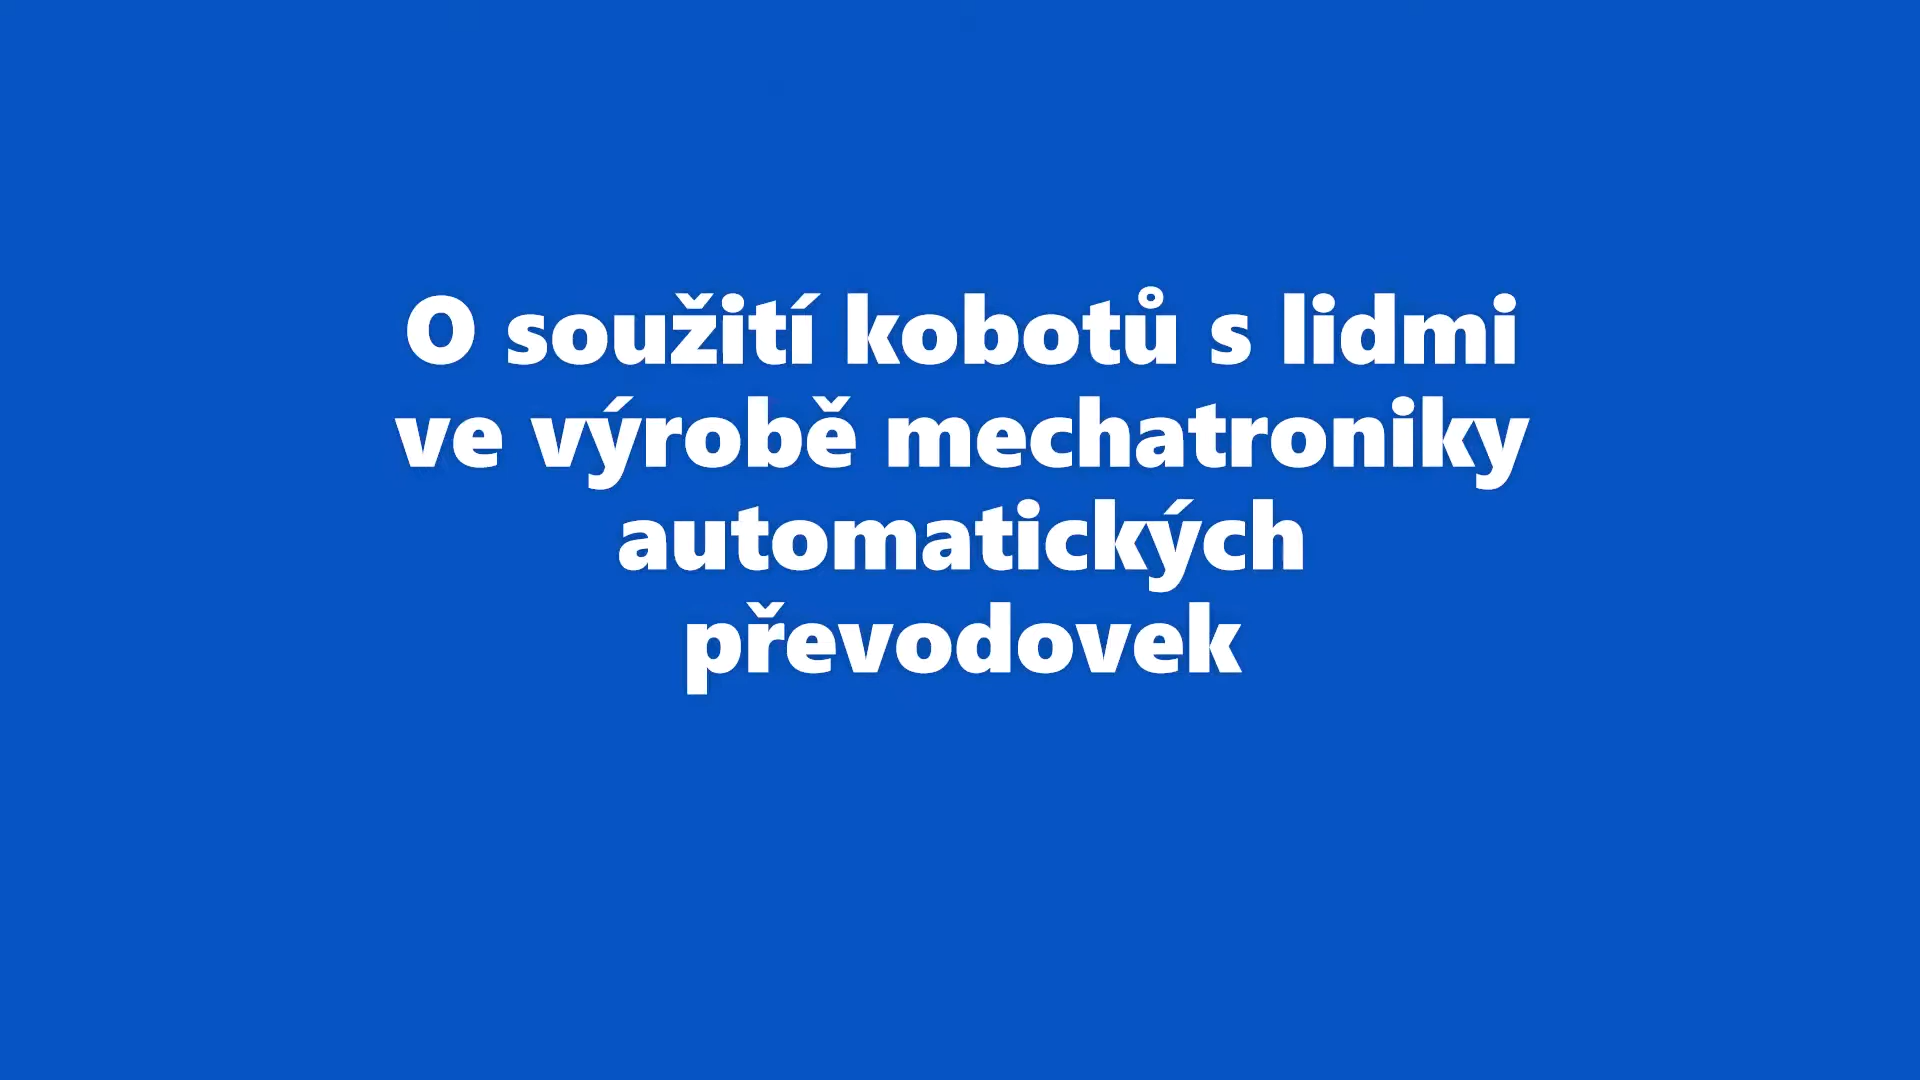 O soužití kobotů s lidmi
ve výrobě mechatroniky
automatických
převodovek